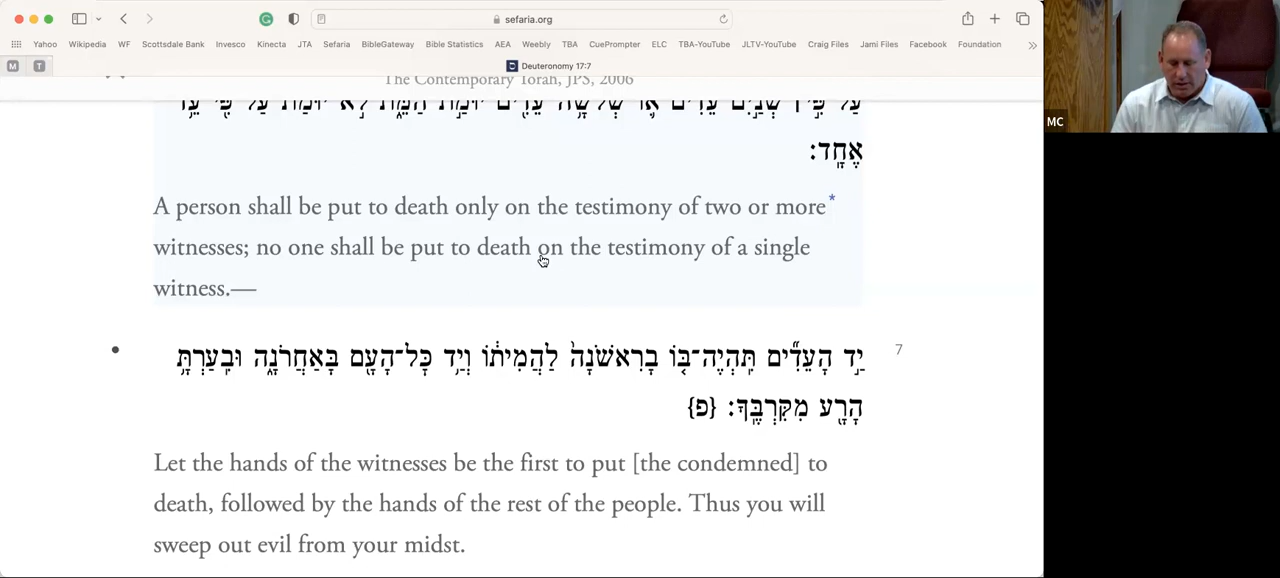 sefaria.org
Yahoo Wikipedia WF Scottsdale Bank Invesco Kinecta JTA Sefaria BibleGateway Bible Statistics AEA Weebly TBA CuePrompter ELC TBA-YouTube JLTV-YouTube Craig Files Jami Files Facebook Foundation
M T Deuteronomy 17:7
The Contemporary Torah, JPS, 2006
עַל־פִּ֣י ׀ שְׁנַ֣יִם עֵדִ֗ים א֛וֹ שְׁלֹשָׁ֥ה עֵדִ֖ים יוּמַ֣ת הַמֵּ֑ת לֹ֣א יוּמַ֔ת עַל־פִּ֖י עֵ֥ד
אֶחָֽד׃
A person shall be put to death only on the testimony of two or more*
witnesses; no one shall be put to death on the testimony of a single
witness.—
7
יַ֣ד הָעֵדִ֞ים תִּֽהְיֶה־בּ֤וֹ בָרִאשֹׁנָה֙ לַהֲמִית֔וֹ וְיַ֥ד כׇּל־הָעָ֖ם בָּאַחֲרֹנָ֑ה וּבִֽעַרְתָּ֥
הָרָ֖ע מִקִּרְבֶּֽךָ׃ {פ}
Let the hands of the witnesses be the first to put [the condemned] to
death, followed by the hands of the rest of the people. Thus you will
sweep out evil from your midst.
MC